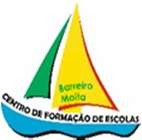 Barreiro
Moita
CENTRO DE FORMAÇÃO DE ESCOLAS